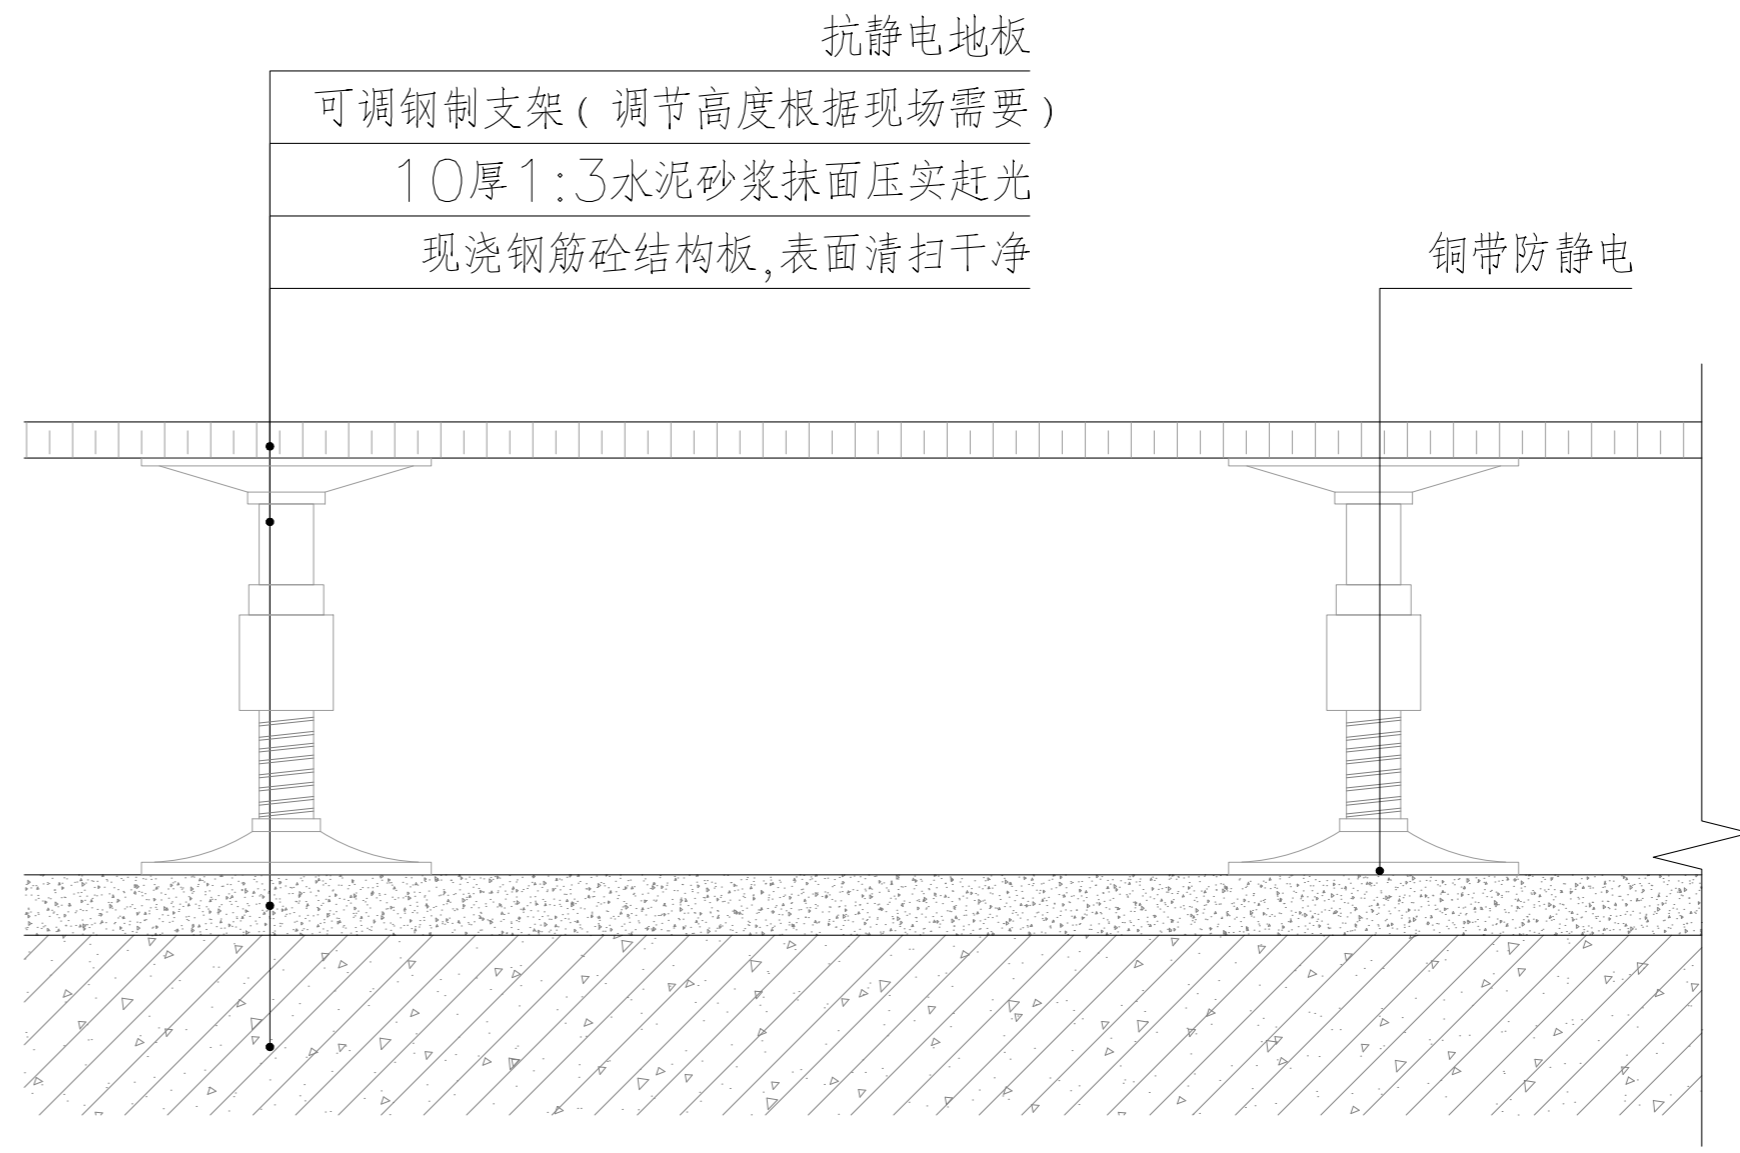 抗静电地板
可调钢制支架(调节高度根据现场需要)
10厚1:3水泥砂浆抹面压实赶光
现浇钢筋砼结构板,表面清扫干净
铜带防静电